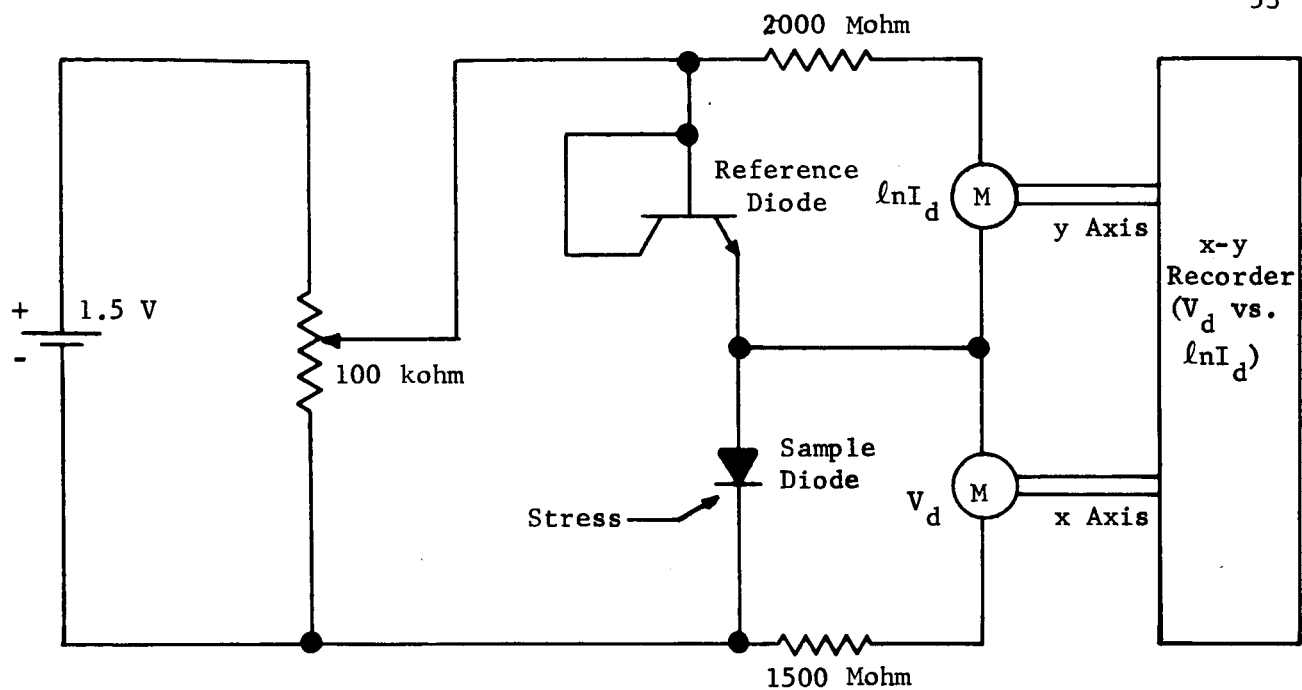 2000 Mohm
Reference
Diode
ℓnI_d
M
y Axis
x-y
Recorder
(V_d vs.
ℓnI_d)
+
1.5 V
-
100 kohm
Sample
Diode
Stress
V_d
M
x Axis
1500 Mohm